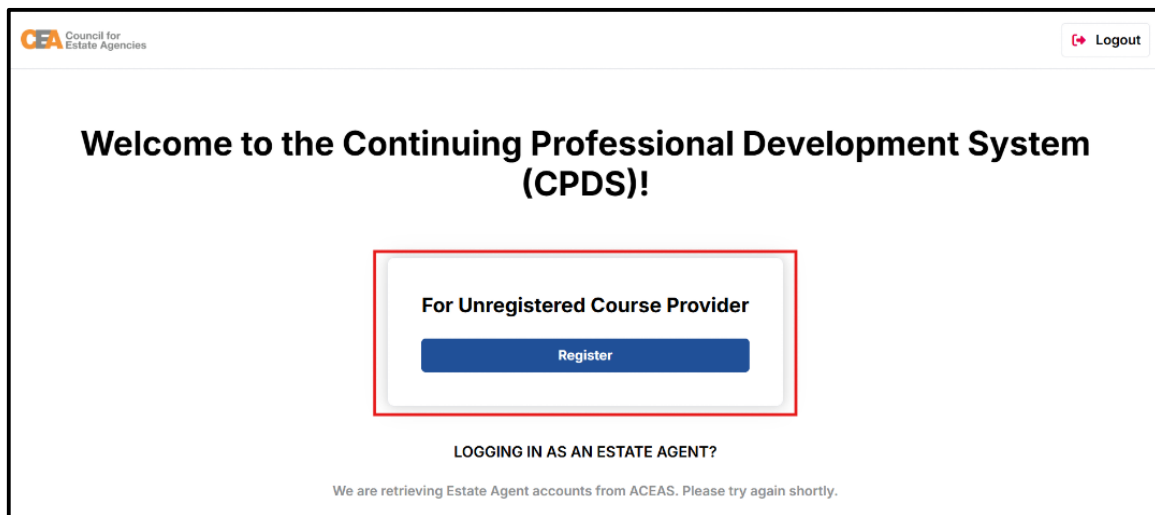 CEA Council for
Estate Agencies
Logout
Welcome to the Continuing Professional Development System
(CPDS)!
For Unregistered Course Provider
Register
LOGGING IN AS AN ESTATE AGENT?
We are retrieving Estate Agent accounts from ACEAS. Please try again shortly.